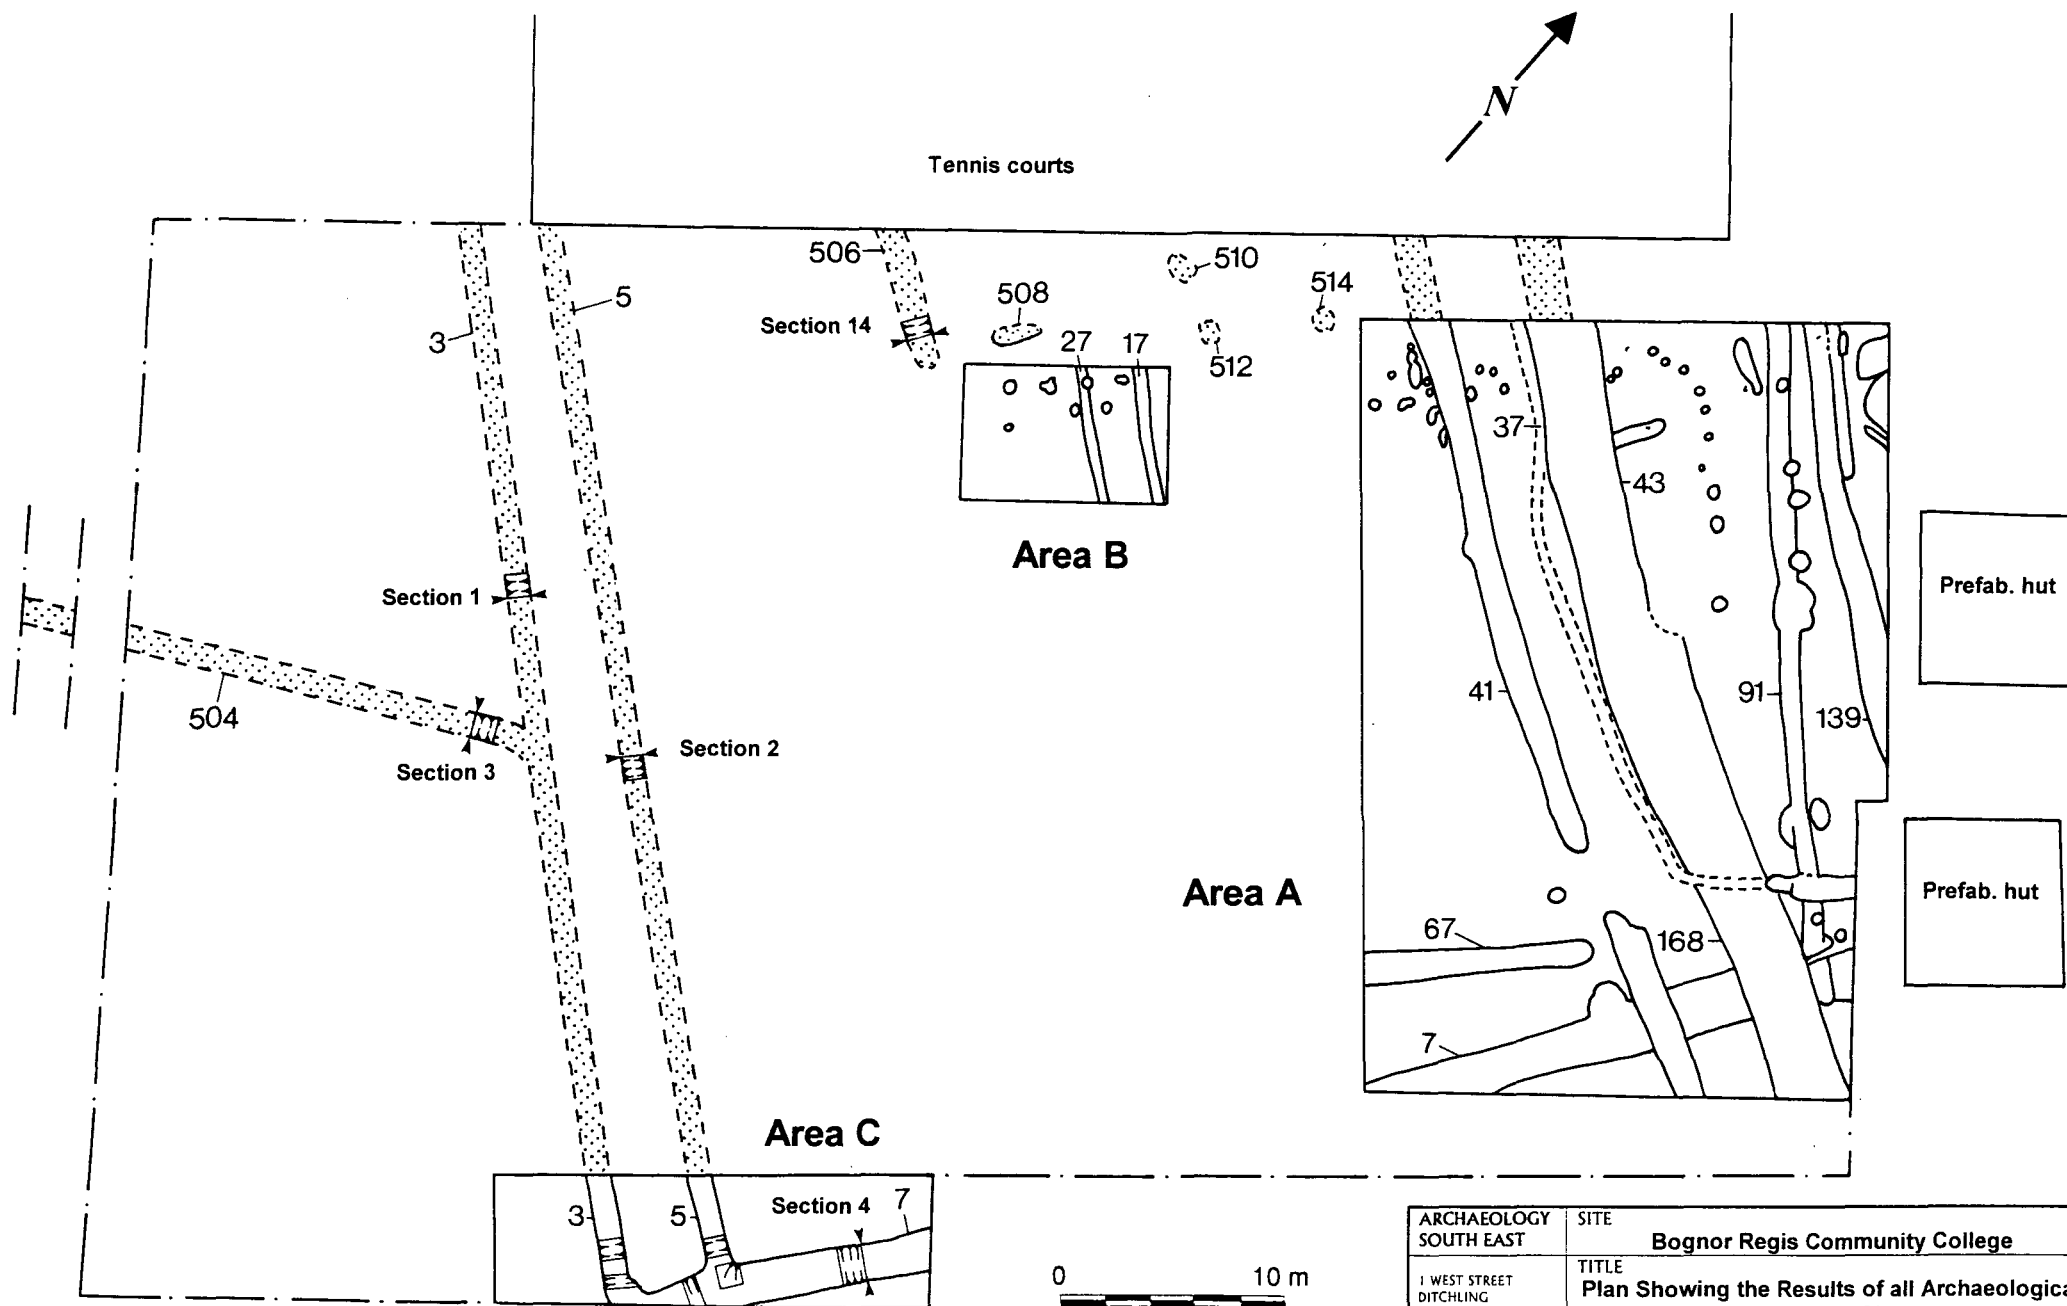 N
Tennis courts
506
510
508
514
5
3
Section 14
27
17
512
37
43
Area B
Section 1
Prefab. hut
504
41
91
139
Section 2
Section 3
Area A
Prefab. hut
67
168
7
Area C
3
5
Section 4
7
0
10 m
ARCHAEOLOGY
SOUTH EAST
SITE
Bognor Regis Community College
1 WEST STREET
DITCHLING
TITLE
Plan Showing the Results of all Archaeologica